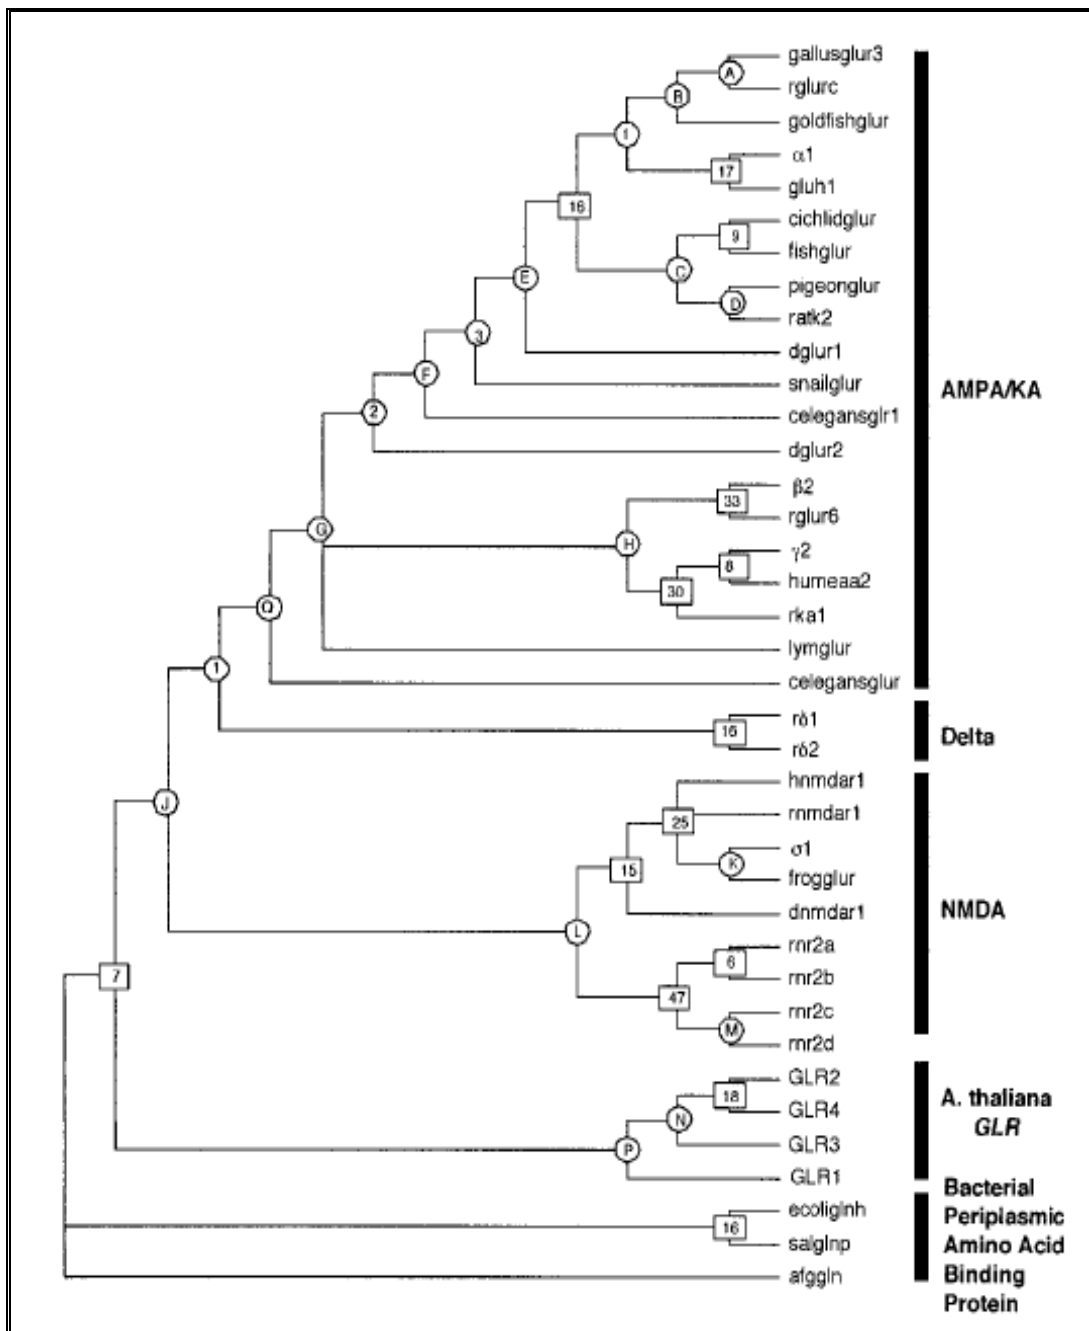 gallusglur3
A
rglurc
B
goldfishglur
1
α1
17
gluh1
16
cichlidglur
9
fishglur
C
pigeonglur
D
ratk2
E
dglur1
3
snailglur
F
celegansglr1
2
dglur2
AMPA/KA
β2
33
rglur6
G
H
γ2
8
humeaa2
30
rka1
Q
lymglur
1
celegansglur
rδ1
16
rδ2
Delta
hnmdar1
J
rnmdar1
25
σ1
K
frogglur
15
dnmdar1
NMDA
L
rnr2a
6
rnr2b
7
47
rnr2c
M
rnr2d
GLR2
18
GLR4
N
GLR3
P
GLR1
A. thaliana
GLR
ecoliglnh
16
salglnp
afggln
Bacterial
Periplasmic
Amino Acid
Binding
Protein